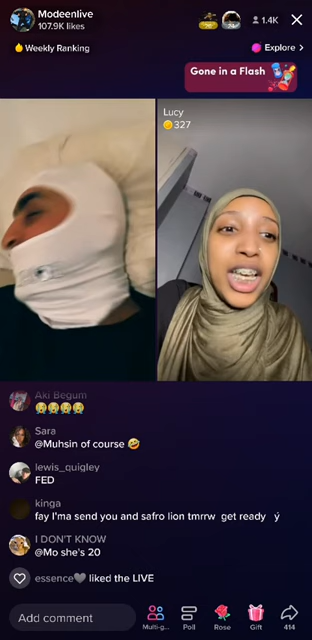 Modeenlive
107.9K likes
1.4K
Weekly Ranking
Explore >
Gone in a Flash
Lucy
327
Aki Begum
😭😭😭😭
Sara
@Muhsin of course 🤣
lewis_quigley
FED
kinga
fay I'ma send you and safro lion tmrrw get ready ý
I DON'T KNOW
@Mo she's 20
essence🩶 liked the LIVE
Add comment
Multi-g...
Poll
Rose
Gift
414